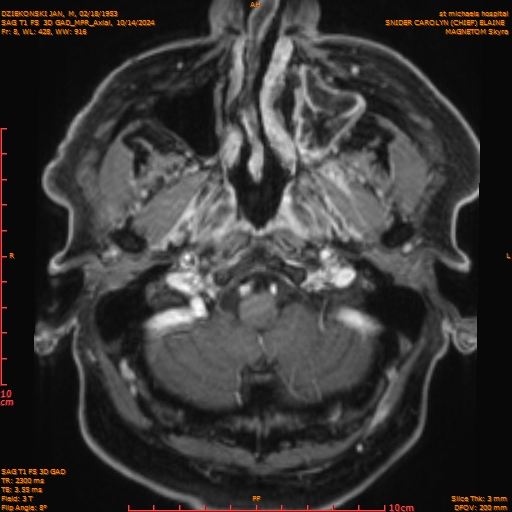 AH
DZIEKONSKI JAN, M, 02/18/1953
SAG T1 FS 3D GAD_MPR_Axial, 10/14/2024
Fr: 8, WL: 428, WW: 916
st michaels hospital
SNIDER CAROLYN (CHIEF) ELAINE
MAGNETOM Skyra
R
L
10
cm
SAG T1 FS 3D GAD
TR: 2300 ms
TE: 3.55 ms
Field: 3 T
Flip Angle: 8°
PF
10cm
Slice Thk: 3 mm
DFOV: 200 mm